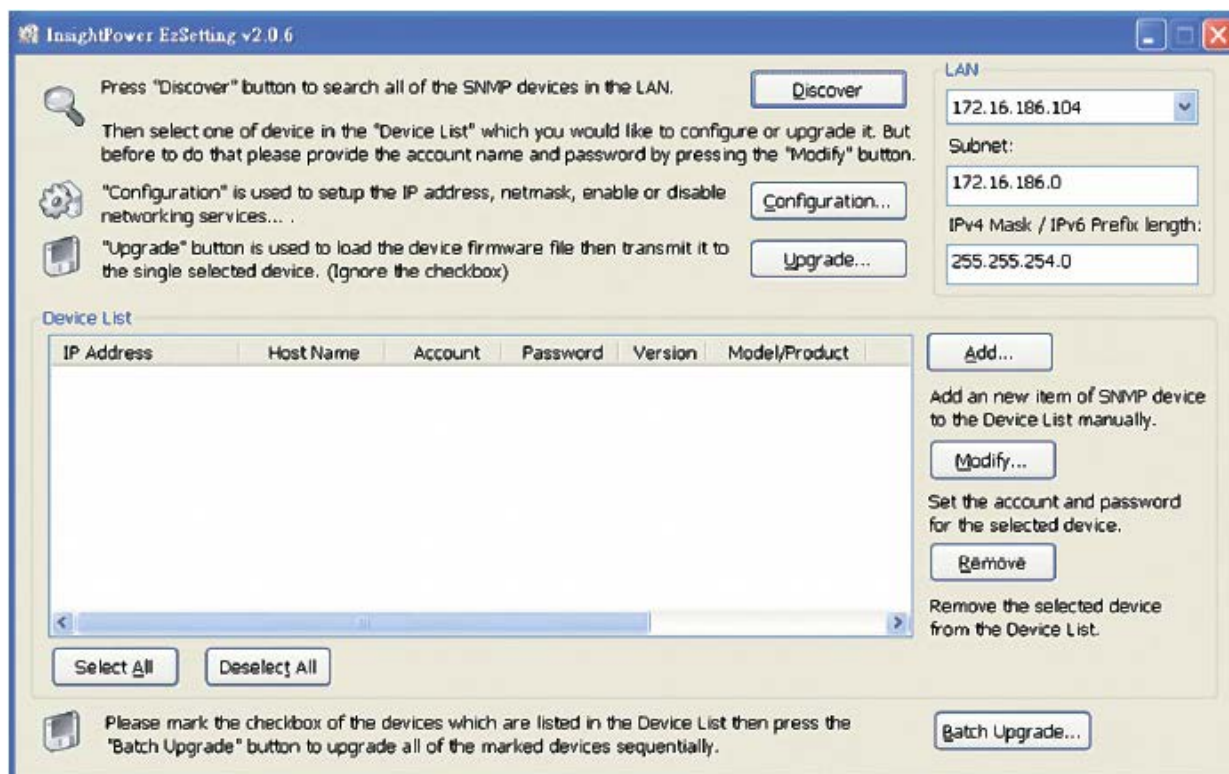 InsightPower EzSetting v2.0.6
Press "Discover" button to search all of the SNMP devices in the LAN.
Discover
Then select one of device in the "Device List" which you would like to configure or upgrade it. But
before to do that please provide the account name and password by pressing the "Modify" button.
"Configuration" is used to setup the IP address, netmask, enable or disable
networking services... .
Configuration...
"Upgrade" button is used to load the device firmware file then transmit it to
the single selected device. (Ignore the checkbox)
Upgrade...
LAN
172.16.186.104
Subnet:
172.16.186.0
IPv4 Mask / IPv6 Prefix length:
255.255.254.0
Device List
IP Address Host Name Account Password Version Model/Product
Add...
Add an new item of SNMP device
to the Device List manually.
Modify...
Set the account and password
for the selected device.
Remove
Remove the selected device
from the Device List.
Select All Deselect All
Please mark the checkbox of the devices which are listed in the Device List then press the
"Batch Upgrade" button to upgrade all of the marked devices sequentially.
Batch Upgrade...